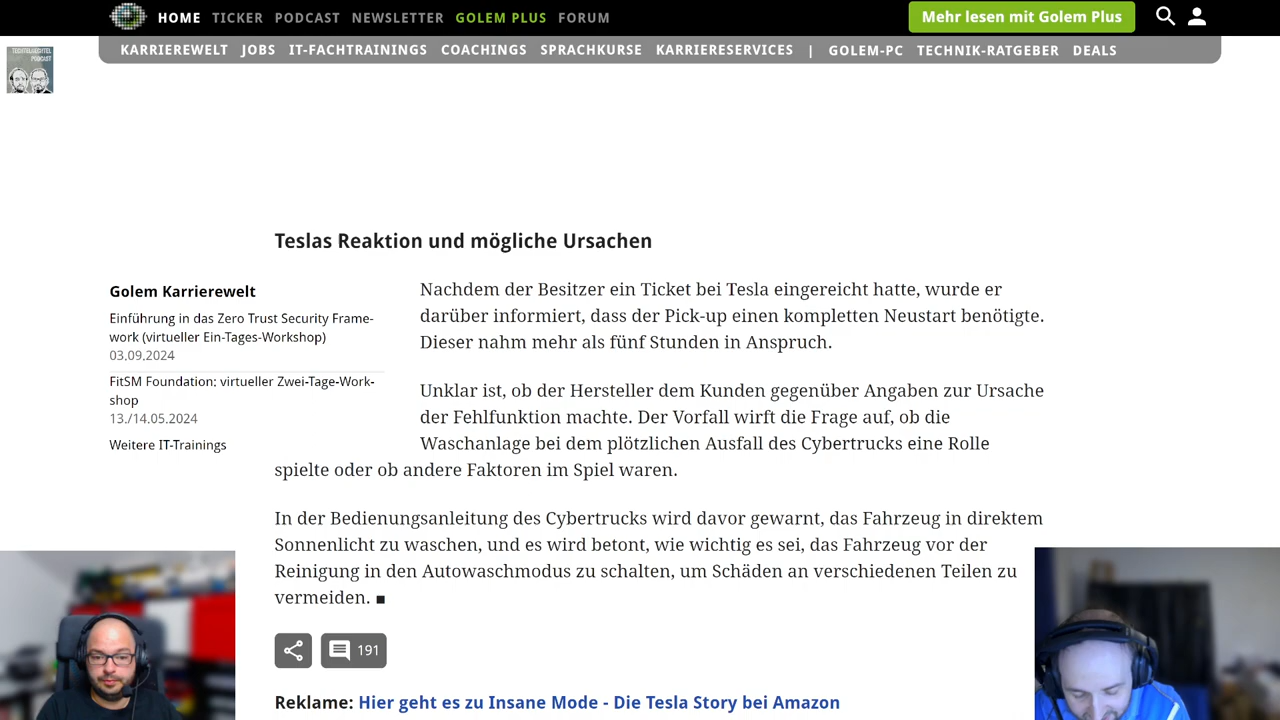 HOME TICKER PODCAST NEWSLETTER GOLEM PLUS FORUM
Mehr lesen mit Golem Plus
KARRIEREWELT JOBS IT-FACHTRAININGS COACHINGS SPRACHKURSE KARRIERESERVICES | GOLEM-PC TECHNIK-RATGEBER DEALS
TECHTELMECHTEL
PODCAST
Teslas Reaktion und mögliche Ursachen
Golem Karrierewelt
Einführung in das Zero Trust Security Frame-
work (virtueller Ein-Tages-Workshop)
03.09.2024
FitSM Foundation: virtueller Zwei-Tage-Work-
shop
13./14.05.2024
Weitere IT-Trainings
Nachdem der Besitzer ein Ticket bei Tesla eingereicht hatte, wurde er
darüber informiert, dass der Pick-up einen kompletten Neustart benötigte.
Dieser nahm mehr als fünf Stunden in Anspruch.
Unklar ist, ob der Hersteller dem Kunden gegenüber Angaben zur Ursache
der Fehlfunktion machte. Der Vorfall wirft die Frage auf, ob die
Waschanlage bei dem plötzlichen Ausfall des Cybertrucks eine Rolle
spielte oder ob andere Faktoren im Spiel waren.
In der Bedienungsanleitung des Cybertrucks wird davor gewarnt, das Fahrzeug in direktem
Sonnenlicht zu waschen, und es wird betont, wie wichtig es sei, das Fahrzeug vor der
Reinigung in den Autowaschmodus zu schalten, um Schäden an verschiedenen Teilen zu
vermeiden. ■
191
Reklame: Hier geht es zu Insane Mode - Die Tesla Story bei Amazon